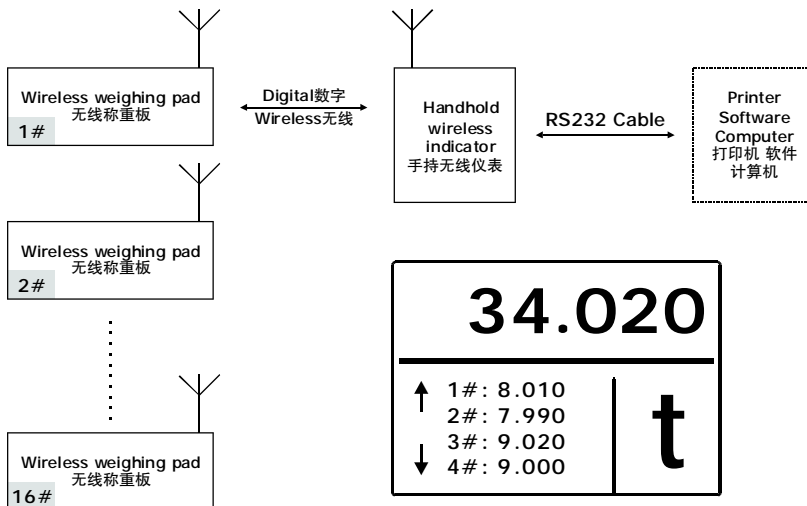 Wireless weighing pad
无线称重板
1#
Digital数字
Wireless无线
Handhold
wireless
indicator
手持无线仪表
RS232 Cable
Printer
Software
Computer
打印机 软件
计算机
Wireless weighing pad
无线称重板
2#
Wireless weighing pad
无线称重板
16#
34.020
1#: 8.010
2#: 7.990
3#: 9.020
4#: 9.000
t